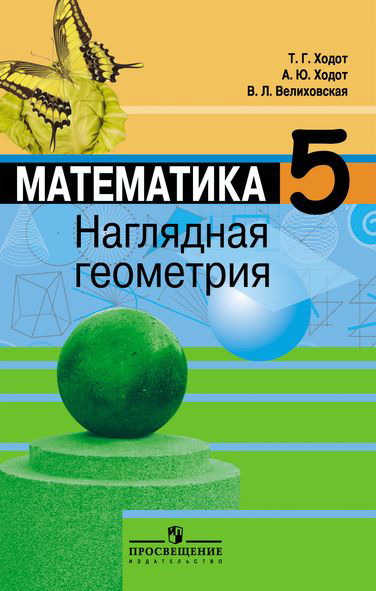 Т. Г. Ходот
А. Ю. Ходот
В. Л. Велиховская
МАТЕМАТИКА 5
Наглядная
геометрия
ПРОСВЕЩЕНИЕ
ИЗДАТЕЛЬСТВО